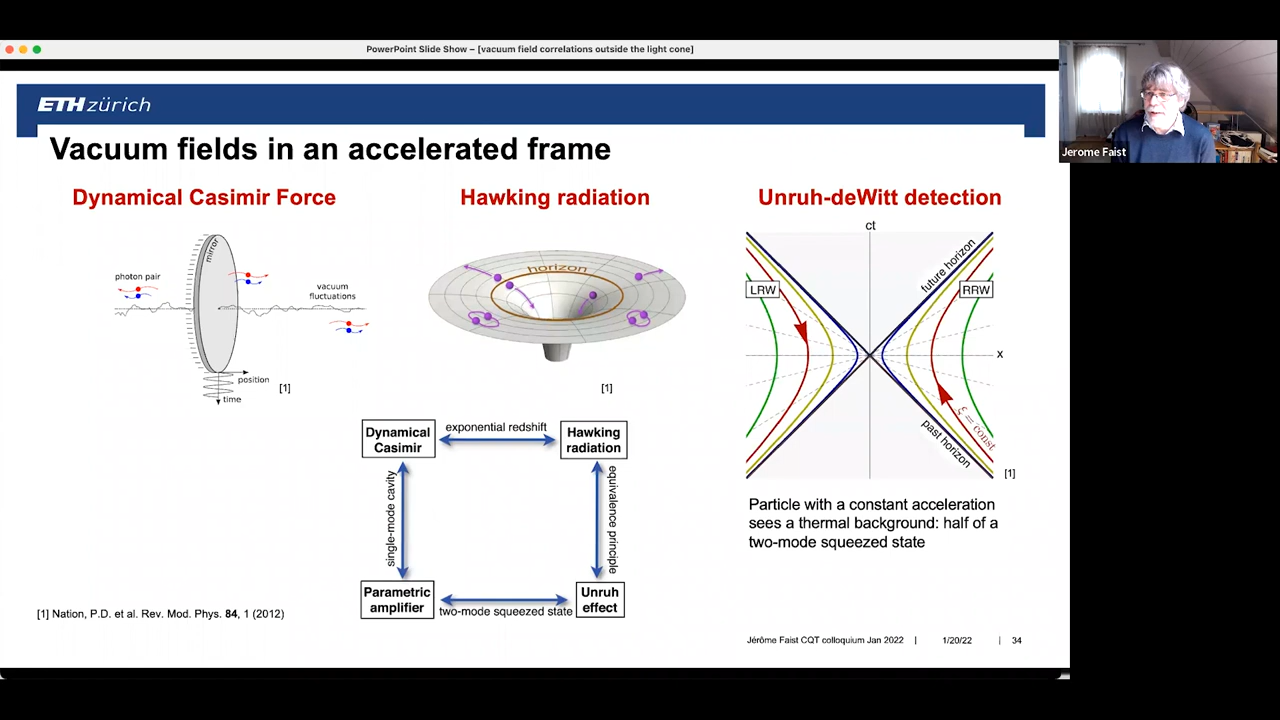 PowerPoint Slide Show – [vacuum field correlations outside the light cone]
Jerome Faist
ETH zürich
Vacuum fields in an accelerated frame
Dynamical Casimir Force
Hawking radiation
Unruh-deWitt detection
mirror
photon pair
vacuum
fluctuations
position
time
[1]
horizon
[1]
ct
future horizon
LRW
RRW
x
ξ = const
past horizon
[1]
Dynamical
Casimir
exponential redshift
Hawking
radiation
single-mode cavity
equivalence principle
Parametric
amplifier
two-mode squeezed state
Unruh
effect
Particle with a constant acceleration
sees a thermal background: half of a
two-mode squeezed state
[1] Nation, P.D. et al. Rev. Mod. Phys. 84, 1 (2012)
Jérôme Faist CQT colloquium Jan 2022 | 1/20/22 | 34